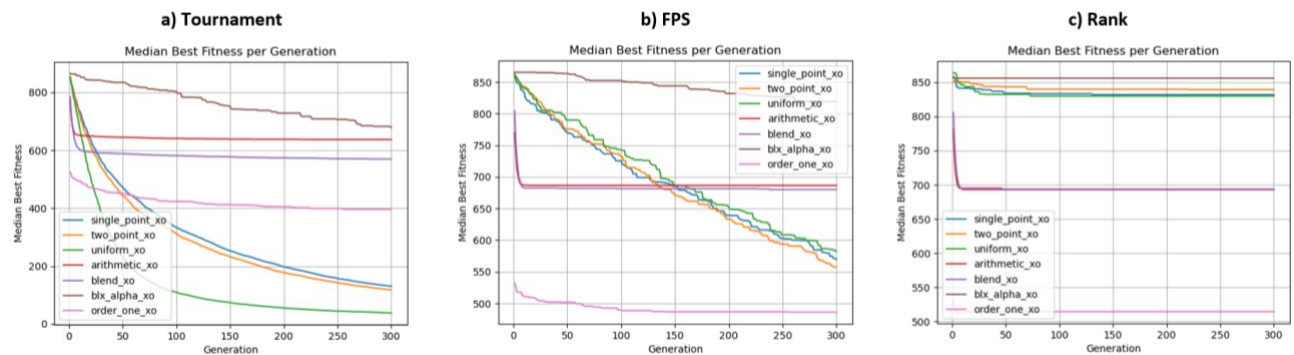 a) Tournament
Median Best Fitness per Generation
Median Best Fitness
800
600
400
200
0
single_point_xo
two_point_xo
uniform_xo
arithmetic_xo
blend_xo
blx_alpha_xo
order_one_xo
0 50 100 150 200 250 300
Generation
b) FPS
Median Best Fitness per Generation
Median Best Fitness
850
800
750
700
650
600
550
500
single_point_xo
two_point_xo
uniform_xo
arithmetic_xo
blend_xo
blx_alpha_xo
order_one_xo
0 50 100 150 200 250 300
Generation
c) Rank
Median Best Fitness per Generation
Median Best Fitness
850
800
750
700
650
600
550
500
single_point_xo
two_point_xo
uniform_xo
arithmetic_xo
blend_xo
blx_alpha_xo
order_one_xo
0 50 100 150 200 250 300
Generation